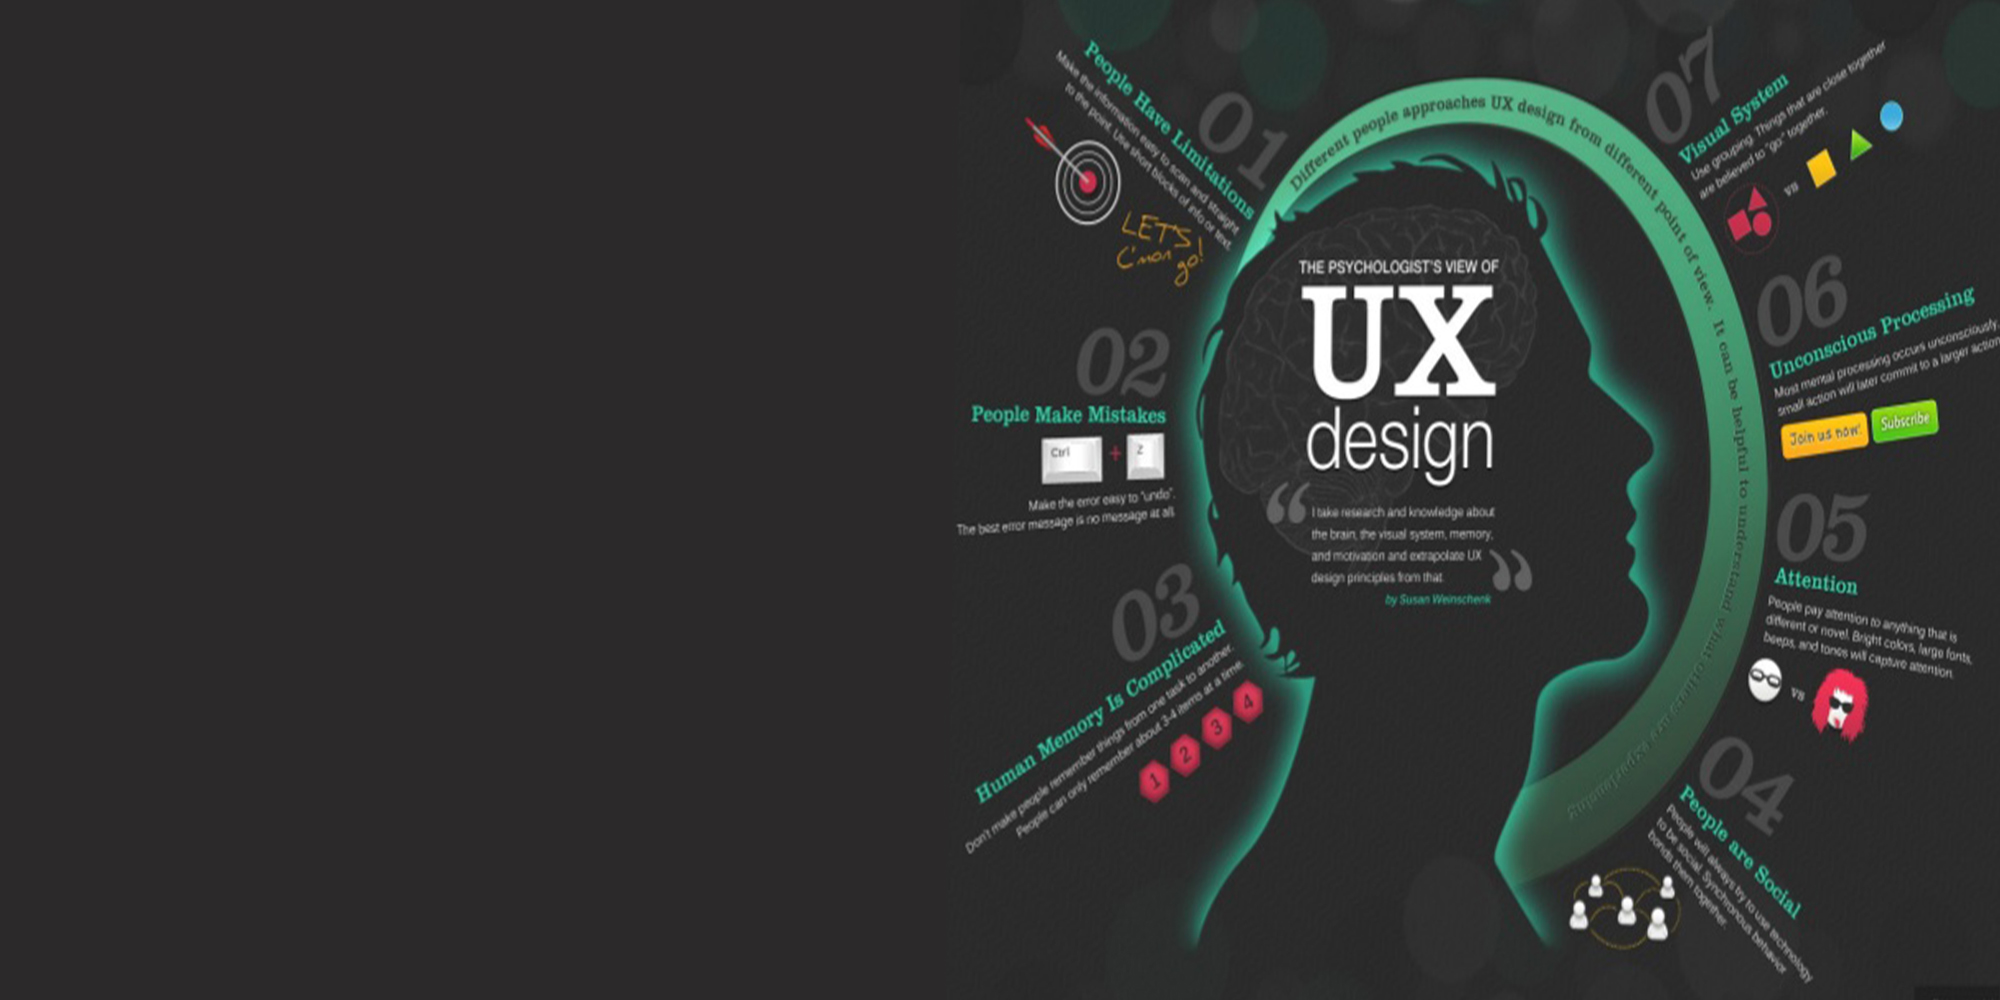 THE PSYCHOLOGIST'S VIEW OF
UX
design
“
I take research and knowledge about
the brain, the visual system, memory,
and motivation and extrapolate UX
design principles from that.
”
by Susan Weinschenk
Different people approaches UX design from different point of view. It can be helpful to understand what others are experiencing
01
People Have Limitations
Make the information easy to scan and straight
to the point. Use short blocks of info or text.
LET'S
C'mon go!
02
People Make Mistakes
Ctrl + Z
Make the error easy to "undo".
The best error message is no message at all.
03
Human Memory Is Complicated
Don't make people remember things from one task to another.
People can only remember about 3-4 items at a time.
1 2 3 4
04
People are Social
People will always try to use technology
to be social. Synchronous behavior
bonds them together.
05
Attention
People pay attention to anything that is
different or novel. Bright colors, large fonts,
beeps, and tones will capture attention.
vs
06
Unconscious Processing
Most mental processing occurs unconsciously,
small action will later commit to a larger action
Join us now!
Subscribe
07
Visual System
Use grouping. Things that are close together
are believed to "go" together.
vs